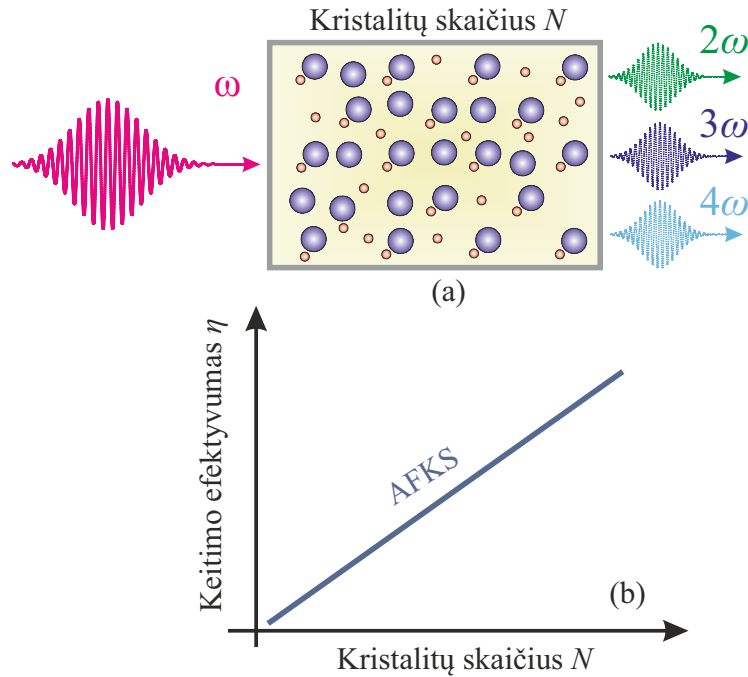 Kristalitų skaičius N
ω
2ω
3ω
4ω
(a)
Keitimo efektyvumas η
AFKS
(b)
Kristalitų skaičius N